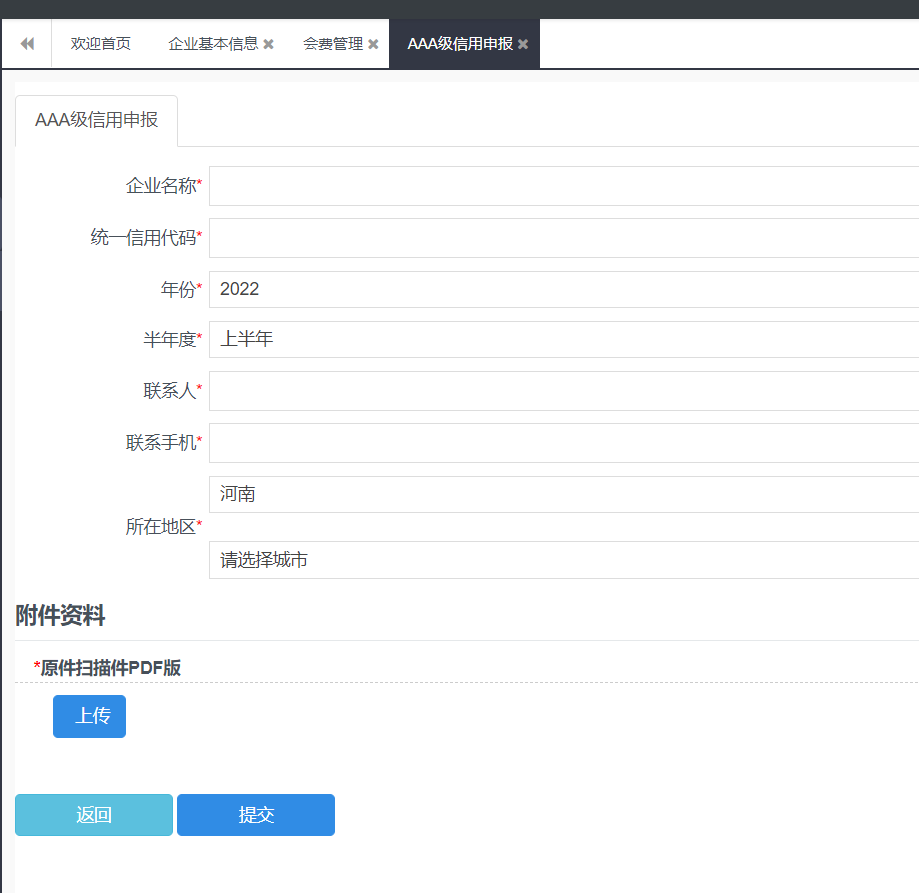 欢迎首页 企业基本信息 会费管理 AAA级信用申报
AAA级信用申报
企业名称*
统一信用代码*
年份* 2022
半年度* 上半年
联系人*
联系手机*
河南
所在地区*
请选择城市
附件资料
*原件扫描件PDF版
上传
返回 提交